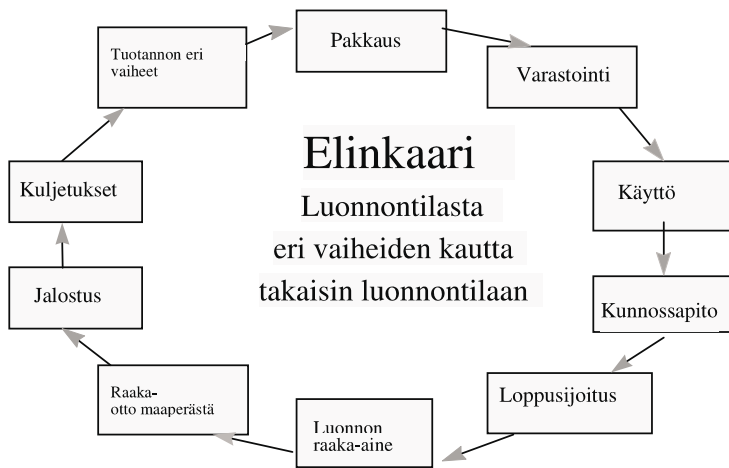 Pakkaus
Tuotannon eri
vaiheet
Varastointi
Elinkaari
Luonnontilasta
eri vaiheiden kautta
takaisin luonnontilaan
Kuljetukset
Käyttö
Jalostus
Kunnossapito
Raaka-
otto maaperästä
Loppusijoitus
Luonnon
raaka-aine